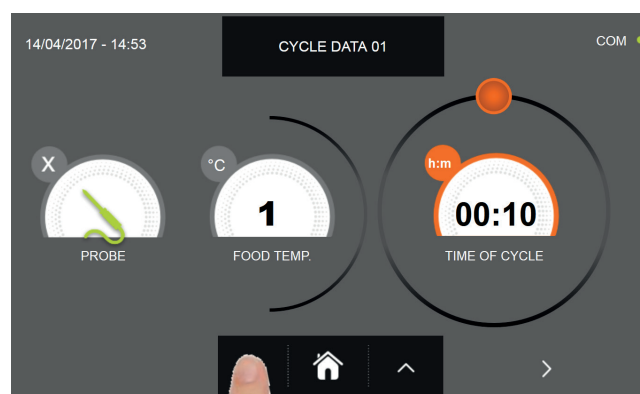 14/04/2017 - 14:53
CYCLE DATA 01
COM
X
°C
h:m
1
00:10
PROBE
FOOD TEMP.
TIME OF CYCLE